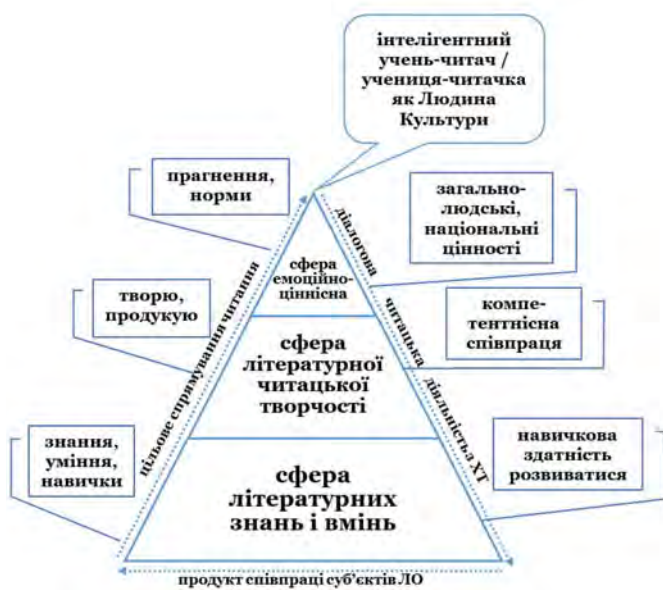 інтелігентний
учень-читач /
учениця-читачка
як Людина
Культури
прагнення,
норми
загально-
людські,
національні
цінності
сфера
емоційно-
ціннісна
творю,
продукую
компе-
тентнісна
співпраця
сфера
літературної
читацької
творчості
знання,
уміння,
навички
навичкова
здатність
розвиватися
сфера
літературних
знань і вмінь
цільове спрямування читання
діалогова читацька діяльність з ХТ
продукт співпраці суб’єктів ЛО